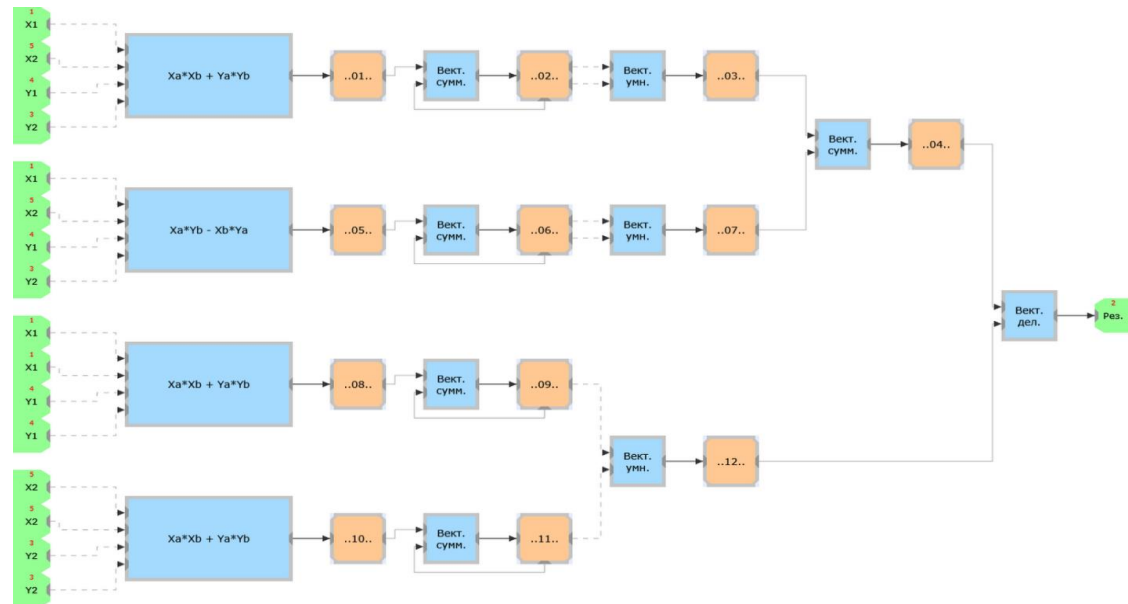 1
X1
5
X2
4
Y1
3
Y2
Xa*Xb + Ya*Yb
..01..
Вект.
сумм.
..02..
Вект.
умн.
..03..
Вект.
сумм.
..04..
1
X1
5
X2
4
Y1
3
Y2
Xa*Yb - Xb*Ya
..05..
Вект.
сумм.
..06..
Вект.
умн.
..07..
Вект.
дел.
2
Рез.
1
X1
1
X1
4
Y1
4
Y1
Xa*Xb + Ya*Yb
..08..
Вект.
сумм.
..09..
Вект.
умн.
..12..
5
X2
5
X2
3
Y2
3
Y2
Xa*Xb + Ya*Yb
..10..
Вект.
сумм.
..11..